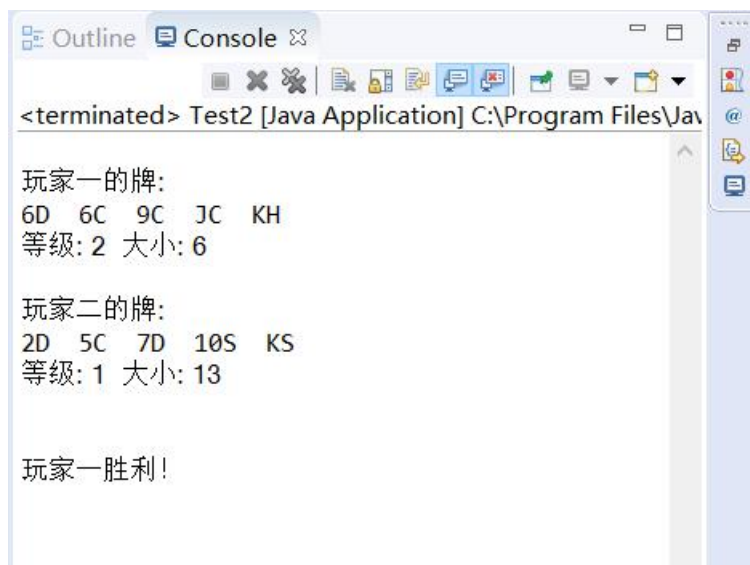 Outline Console
<terminated> Test2 [Java Application] C:\Program Files\Jav
玩家一的牌:
6D 6C 9C JC KH
等级: 2 大小: 6
玩家二的牌:
2D 5C 7D 10S KS
等级: 1 大小: 13
玩家一胜利!